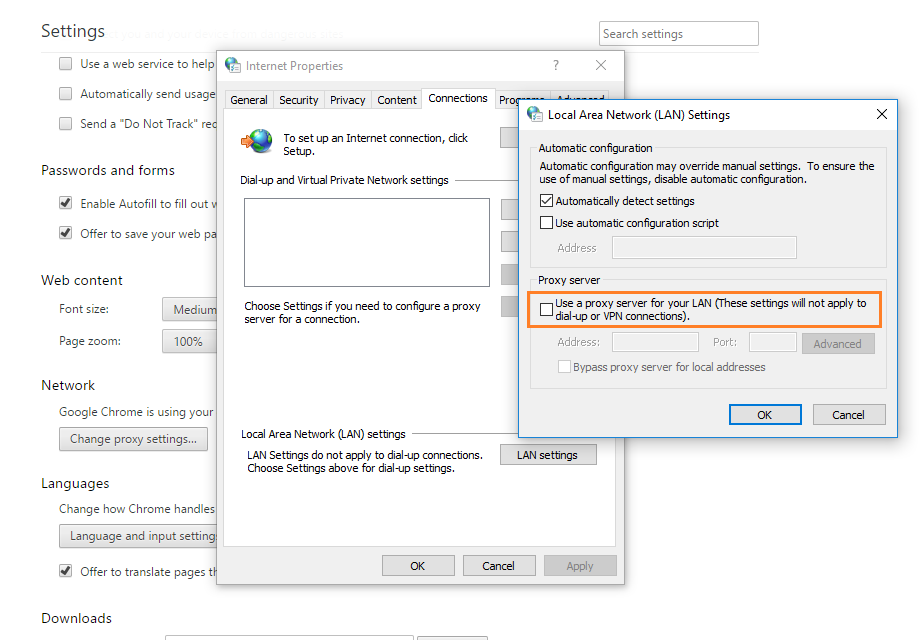 Settings
Search settings
Use a web service to help
Automatically send usage
Send a "Do Not Track"
Passwords and forms
Enable Autofill to fill out
Offer to save your web
Web content
Font size:
Medium
Page zoom:
100%
Network
Google Chrome is using your
Change proxy settings...
Languages
Change how Chrome handles
Language and input
Offer to translate pages
Downloads
Internet Properties
?
General Security Privacy Content Connections Programs Advanced
To set up an Internet connection, click
Setup.
Dial-up and Virtual Private Network settings
Choose Settings if you need to configure a proxy
server for a connection.
Local Area Network (LAN) settings
LAN Settings do not apply to dial-up connections.
Choose Settings above for dial-up settings.
LAN settings
OK Cancel Apply
Local Area Network (LAN) Settings
Automatic configuration
Automatic configuration may override manual settings. To ensure the
use of manual settings, disable automatic configuration.
Automatically detect settings
Use automatic configuration script
Address
Proxy server
Use a proxy server for your LAN (These settings will not apply to
dial-up or VPN connections).
Address: Port: Advanced
Bypass proxy server for local addresses
OK Cancel